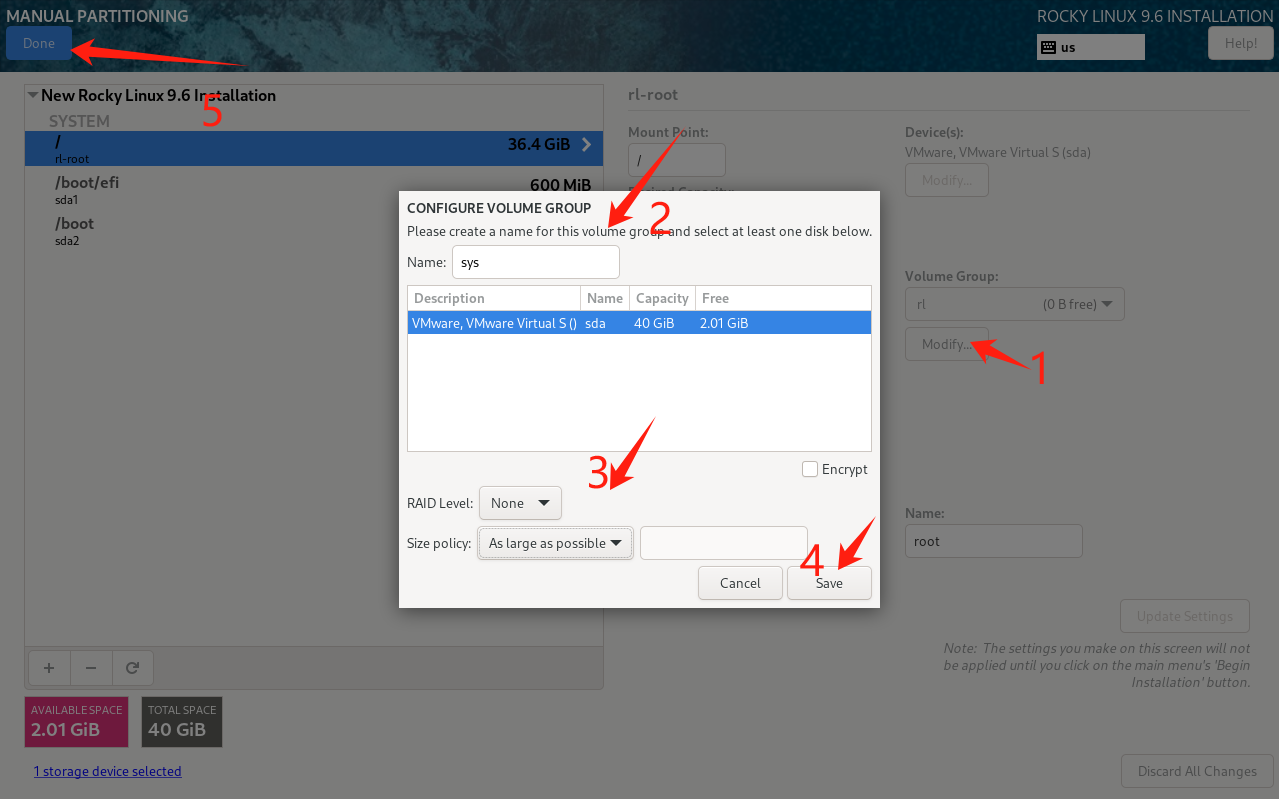 MANUAL PARTITIONING
ROCKY LINUX 9.6 INSTALLATION
Done
us
Help!
New Rocky Linux 9.6 Installation
5
SYSTEM
/
36.4 GiB
rl-root
/boot/efi
600 MiB
sda1
/boot
sda2
rl-root
Mount Point:
Device(s):
/
VMware, VMware Virtual S (sda)
Modify...
Desired Capacity:
Volume Group:
rl (0 B free)
Modify...
1
Name:
root
Update Settings
Note: The settings you make on this screen will not
be applied until you click on the main menu's 'Begin
Installation' button.
CONFIGURE VOLUME GROUP
2
Please create a name for this volume group and select at least one disk below.
Name: sys
Description Name Capacity Free
VMware, VMware Virtual S () sda 40 GiB 2.01 GiB
Encrypt
3
RAID Level: None
Size policy: As large as possible
4
Cancel Save
AVAILABLE SPACE
2.01 GiB
TOTAL SPACE
40 GiB
1 storage device selected
Discard All Changes